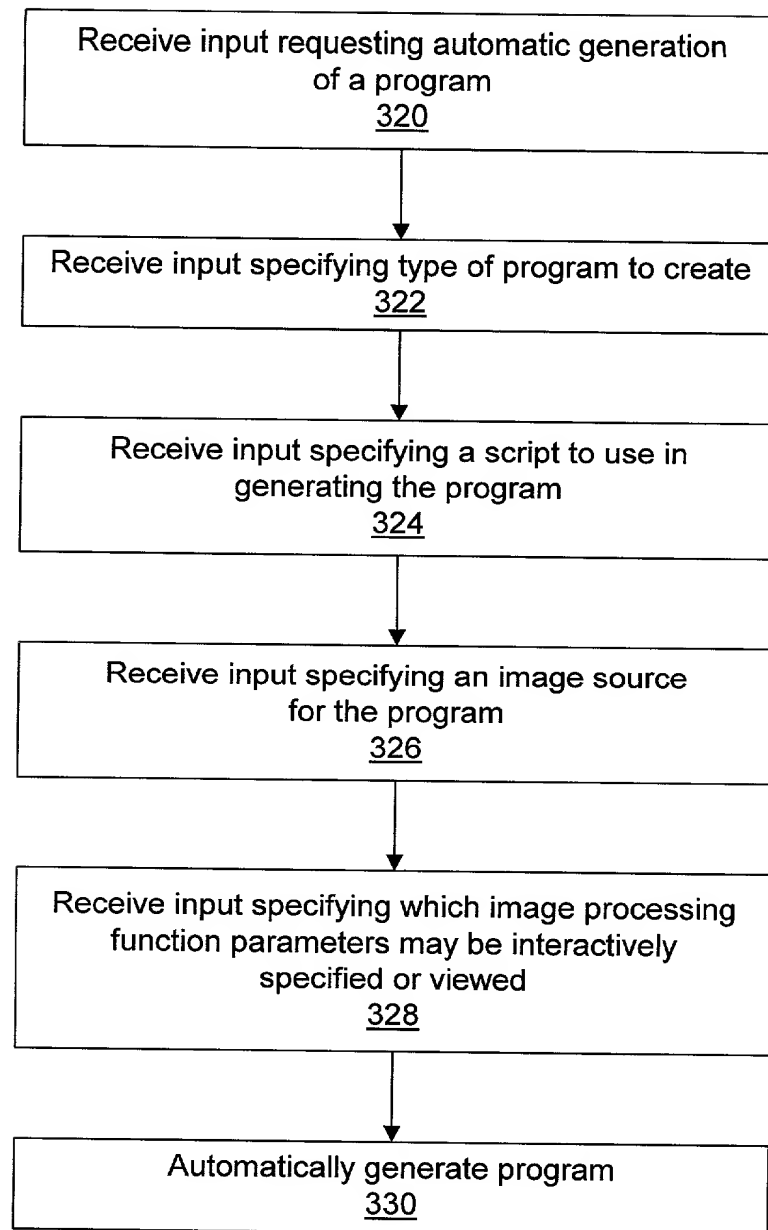 Receive input requesting automatic generation
of a program
320
Receive input specifying type of program to create
322
Receive input specifying a script to use in
generating the program
324
Receive input specifying an image source
for the program
326
Receive input specifying which image processing
function parameters may be interactively
specified or viewed
328
Automatically generate program
330